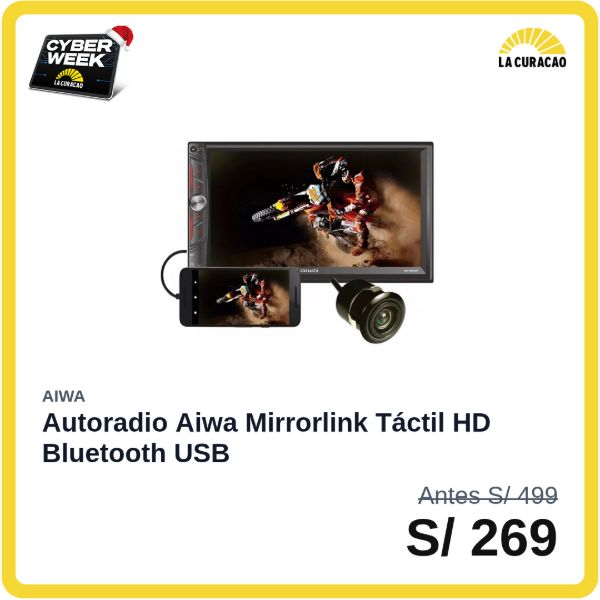 CYBER
WEEK
LA CURACAO
LA CURACAO
AIWA
Autoradio Aiwa Mirrorlink Táctil HD
Bluetooth USB
Antes S/ 499
S/ 269